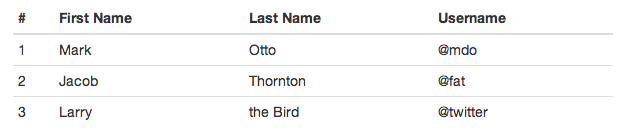 # First Name Last Name Username
1 Mark Otto @mdo
2 Jacob Thornton @fat
3 Larry the Bird @twitter